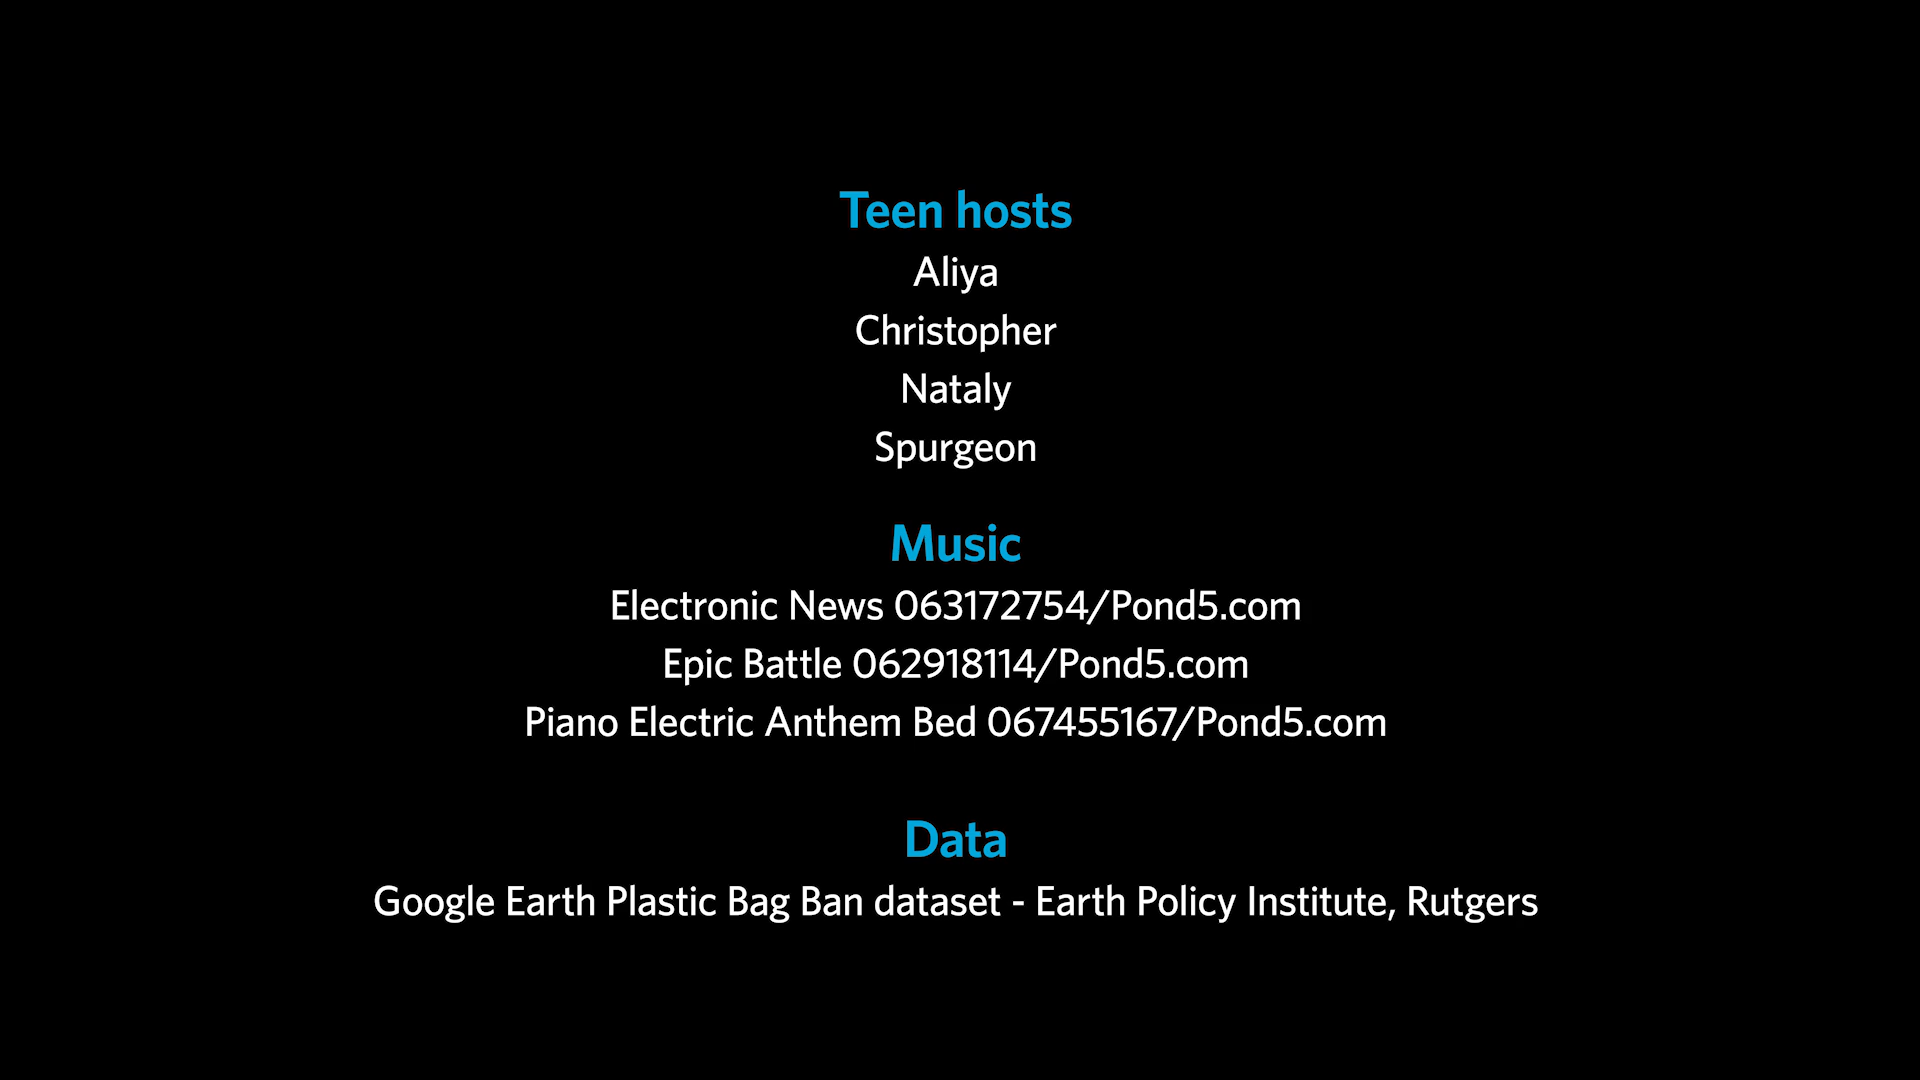 Teen hosts
Aliya
Christopher
Nataly
Spurgeon
Music
Electronic News 063172754/Pond5.com
Epic Battle 062918114/Pond5.com
Piano Electric Anthem Bed 067455167/Pond5.com
Data
Google Earth Plastic Bag Ban dataset - Earth Policy Institute, Rutgers